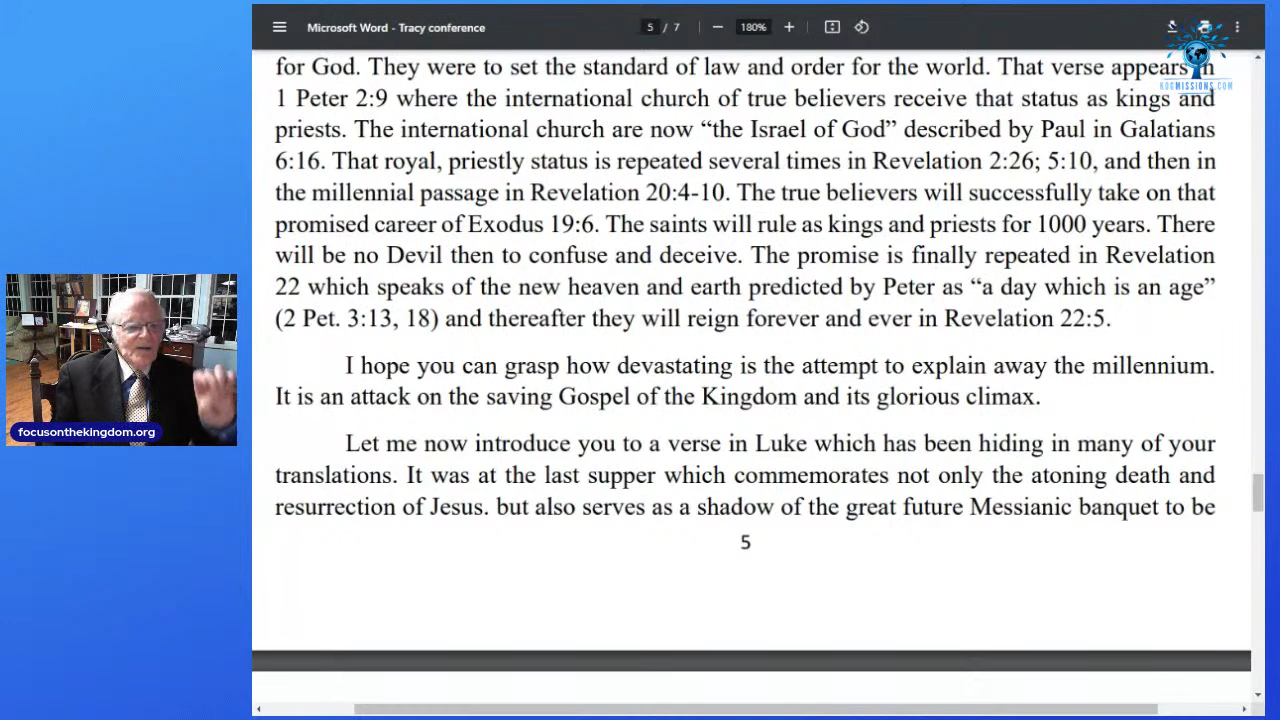 5 / 7
180%
Microsoft Word - Tracy conference
KOGMISSIONS.COM
for God. They were to set the standard of law and order for the world. That verse appears in
1 Peter 2:9 where the international church of true believers receive that status as kings and
priests. The international church are now “the Israel of God” described by Paul in Galatians
6:16. That royal, priestly status is repeated several times in Revelation 2:26; 5:10, and then in
the millennial passage in Revelation 20:4-10. The true believers will successfully take on that
promised career of Exodus 19:6. The saints will rule as kings and priests for 1000 years. There
will be no Devil then to confuse and deceive. The promise is finally repeated in Revelation
22 which speaks of the new heaven and earth predicted by Peter as “a day which is an age”
(2 Pet. 3:13, 18) and thereafter they will reign forever and ever in Revelation 22:5.
I hope you can grasp how devastating is the attempt to explain away the millennium.
It is an attack on the saving Gospel of the Kingdom and its glorious climax.
Let me now introduce you to a verse in Luke which has been hiding in many of your
translations. It was at the last supper which commemorates not only the atoning death and
resurrection of Jesus. but also serves as a shadow of the great future Messianic banquet to be
5
focusonthekingdom.org